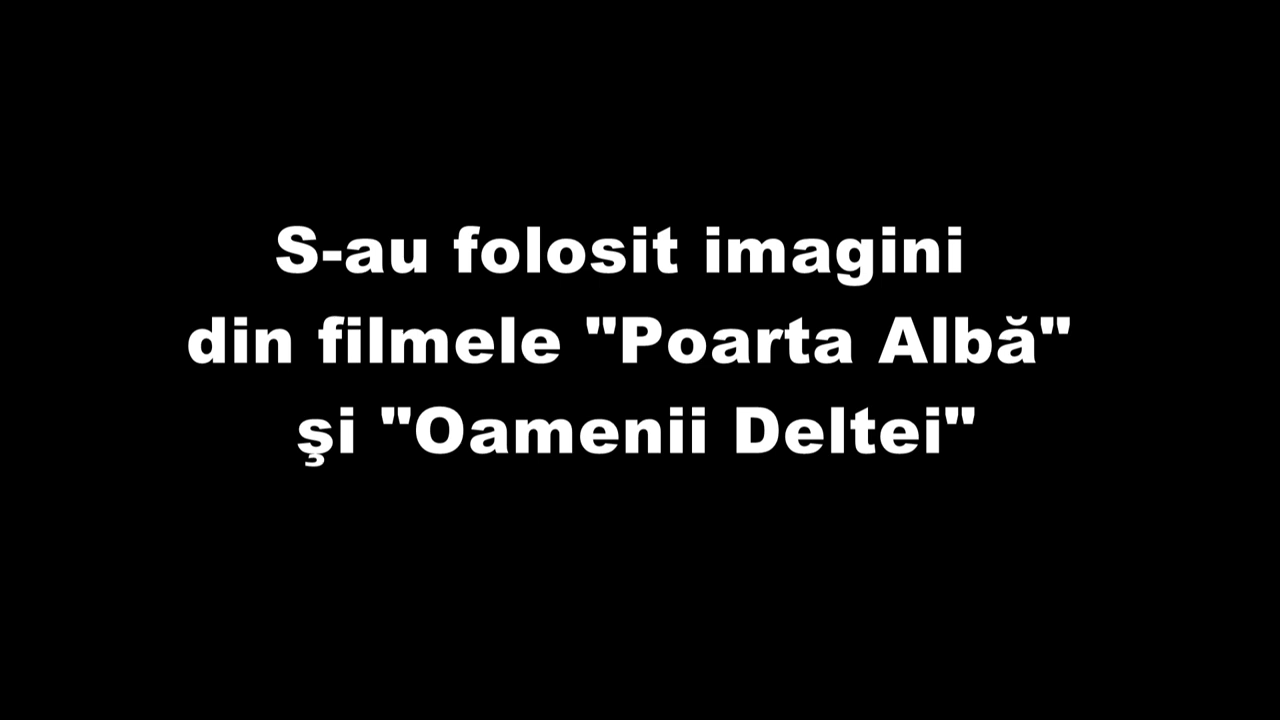 S-au folosit imagini
din filmele "Poarta Albă"
şi "Oamenii Deltei"